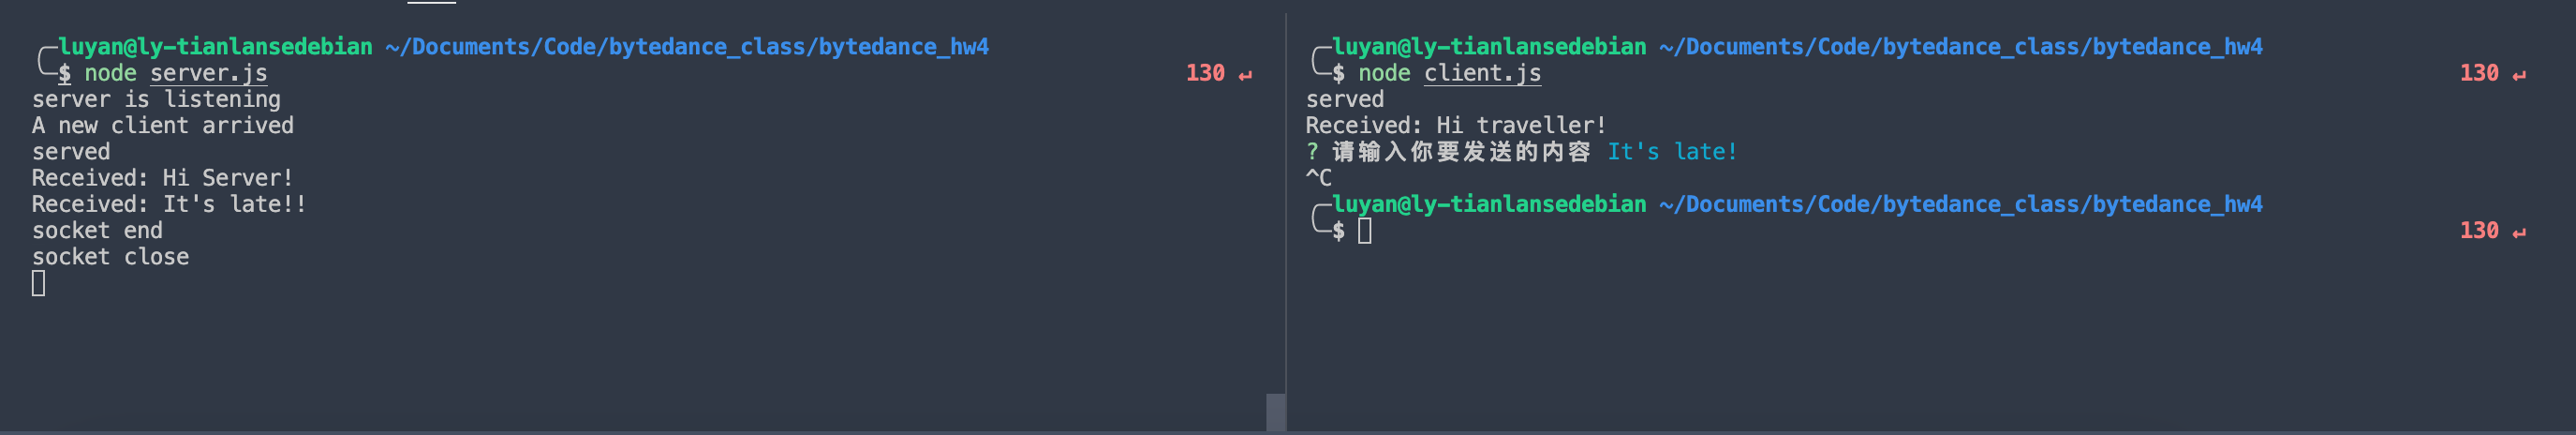 luyan@ly-tianlansedebian ~/Documents/Code/bytedance_class/bytedance_hw4
$ node server.js 130 ↵
server is listening
A new client arrived
served
Received: Hi Server!
Received: It's late!!
socket end
socket close
luyan@ly-tianlansedebian ~/Documents/Code/bytedance_class/bytedance_hw4
$ node client.js 130 ↵
served
Received: Hi traveller!
? 请输入你要发送的内容 It's late!
^C
luyan@ly-tianlansedebian ~/Documents/Code/bytedance_class/bytedance_hw4
$ 130 ↵